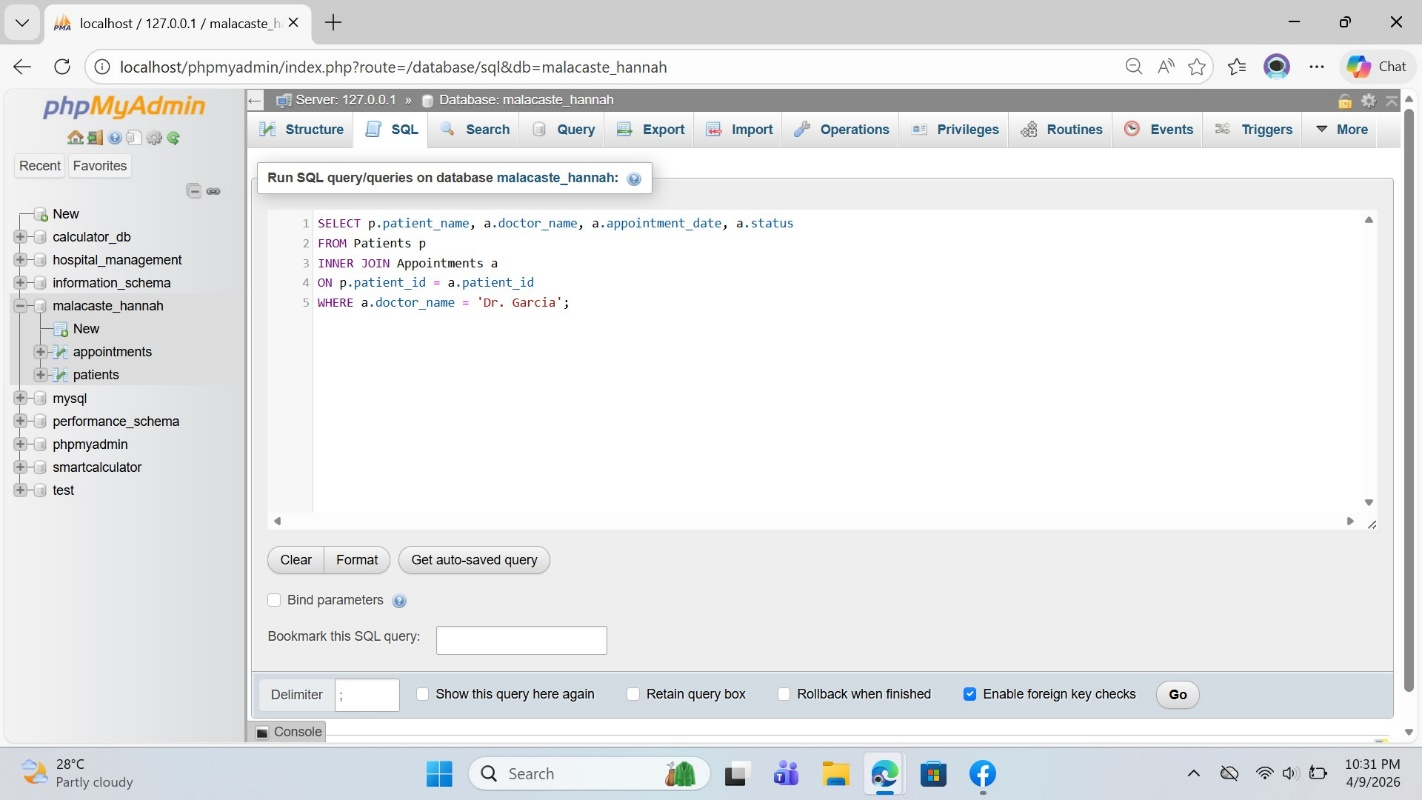 localhost / 127.0.0.1 / malacaste_h
localhost/phpmyadmin/index.php?route=/database/sql&db=malacaste_hannah
Chat
phpMyAdmin
Recent
Favorites
New
calculator_db
hospital_management
information_schema
malacaste_hannah
New
appointments
patients
mysql
performance_schema
phpmyadmin
smartcalculator
test
Server: 127.0.0.1 » Database: malacaste_hannah
Structure SQL Search Query Export Import Operations Privileges Routines Events Triggers More
Run SQL query/queries on database malacaste_hannah:
1 SELECT p.patient_name, a.doctor_name, a.appointment_date, a.status
2 FROM Patients p
3 INNER JOIN Appointments a
4 ON p.patient_id = a.patient_id
5 WHERE a.doctor_name = 'Dr. Garcia';
Clear Format Get auto-saved query
Bind parameters
Bookmark this SQL query:
Delimiter ; Show this query here again Retain query box Rollback when finished Enable foreign key checks Go
Console
28°C
Partly cloudy
Search
10:31 PM
4/9/2026